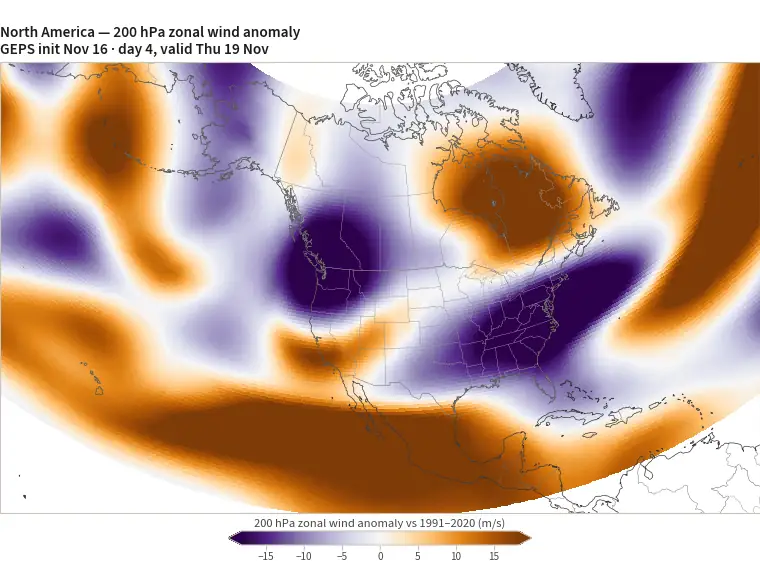 North America — 200 hPa zonal wind anomaly
GEPS init Nov 16 · day 4, valid Thu 19 Nov
200 hPa zonal wind anomaly vs 1991–2020 (m/s)
−15 −10 −5 0 5 10 15